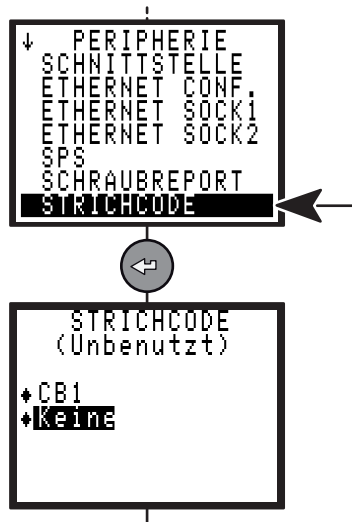 PERIPHERIE
SCHNITTSTELLE
ETHERNET CONF.
ETHERNET SOCK1
ETHERNET SOCK2
SPS
SCHRAUBREPORT
STRICHCODE
STRICHCODE
(Unbenutzt)
CB1
Keine